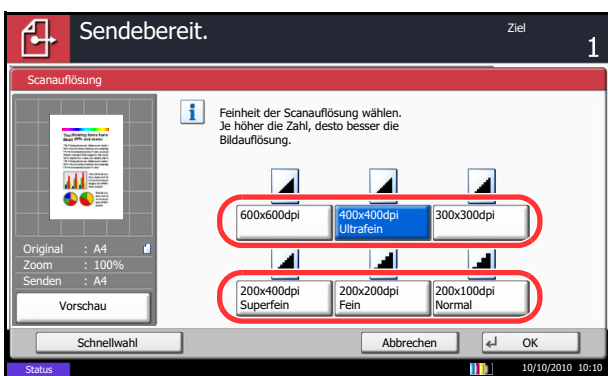 Sendebereit.
Ziel
1
Scanauflösung
Feinheit der Scanauflösung wählen.
Je höher die Zahl, desto besser die
Bildauflösung.
600x600dpi
400x400dpi
Ultrafein
300x300dpi
200x400dpi
Superfein
200x200dpi
Fein
200x100dpi
Normal
Original : A4
Zoom : 100%
Senden : A4
Vorschau
Schnellwahl
Abbrechen
OK
Status
10/10/2010 10:10